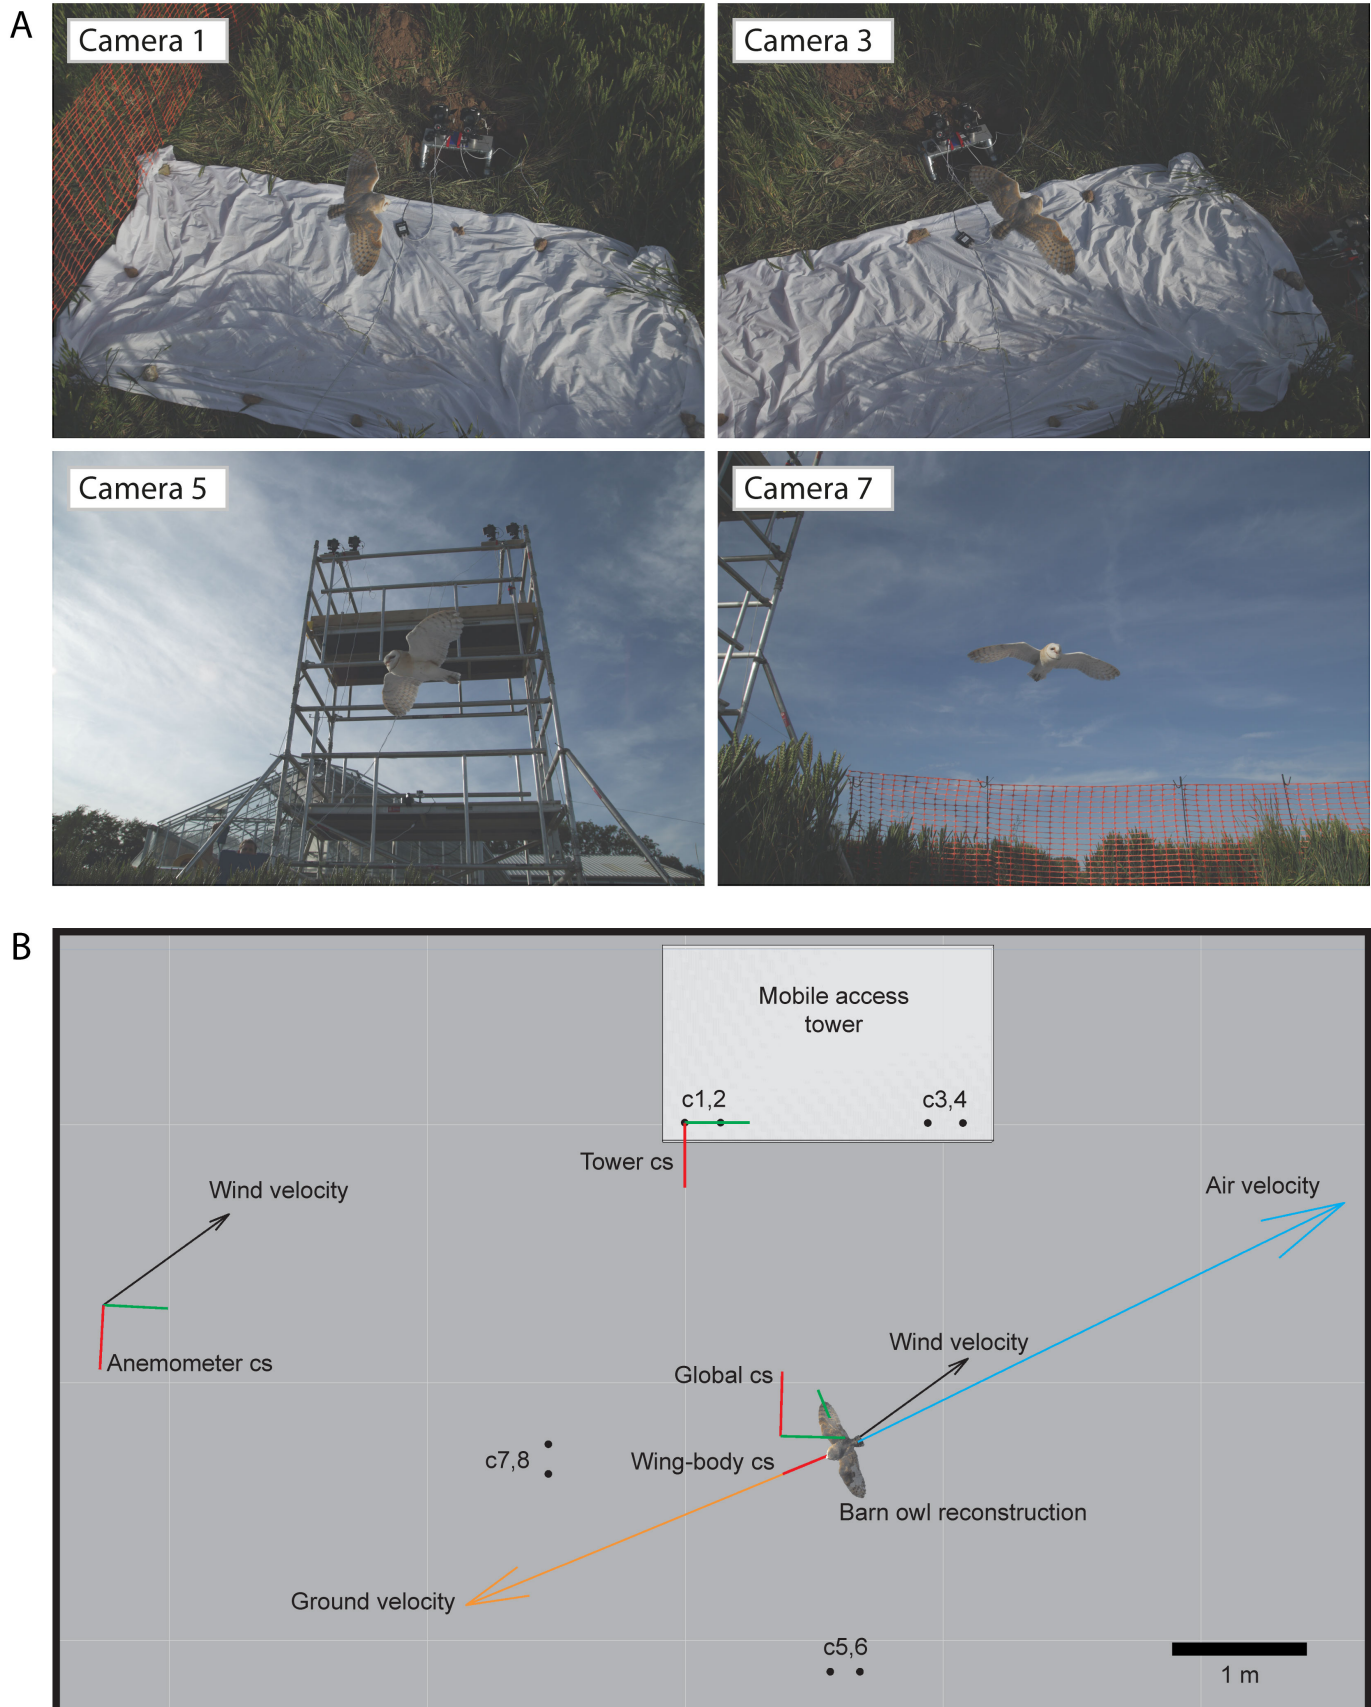 A
Camera 1
Camera 3
Camera 5
Camera 7
B
Mobile access
tower
c1,2
c3,4
Tower cs
Wind velocity
Air velocity
Anemometer cs
Wind velocity
Global cs
c7,8
Wing-body cs
Barn owl reconstruction
Ground velocity
c5,6
1 m